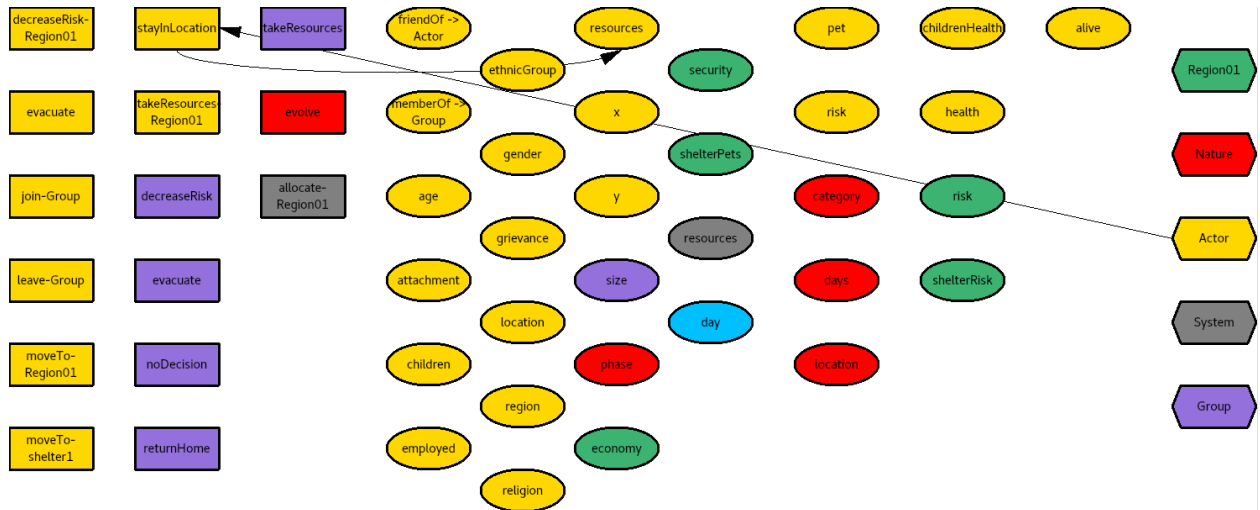 decreaseRisk-
Region01
stayInLocation
takeResources
friendOf ->
Actor
resources
pet
childrenHealth
alive
ethnicGroup
security
Region01
evacuate
takeResources-
Region01
evolve
memberOf ->
Group
x
risk
health
gender
shelterPets
Nature
join-Group
decreaseRisk
allocate-
Region01
age
y
category
risk
grievance
resources
Actor
leave-Group
evacuate
attachment
size
days
shelterRisk
location
day
System
moveTo-
Region01
noDecision
children
phase
location
region
Group
moveTo-
shelter1
returnHome
employed
economy
religion